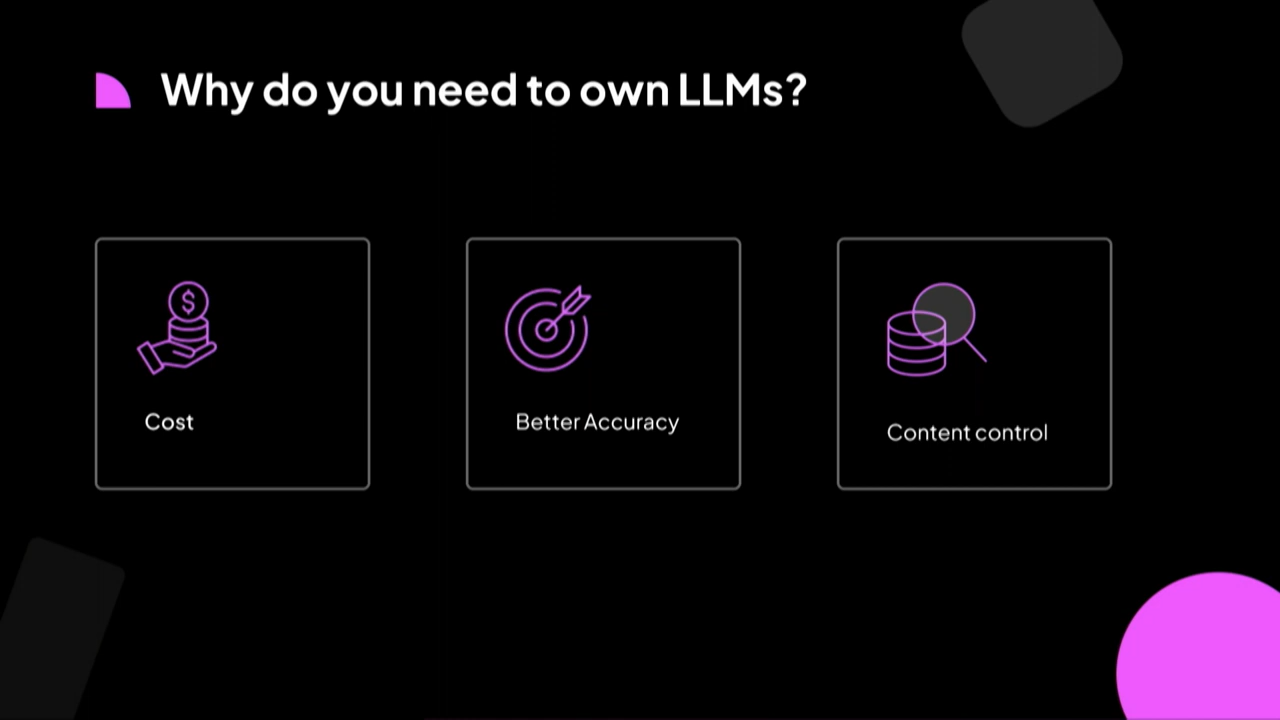 Why do you need to own LLMs?
$
Cost
Better Accuracy
Content control